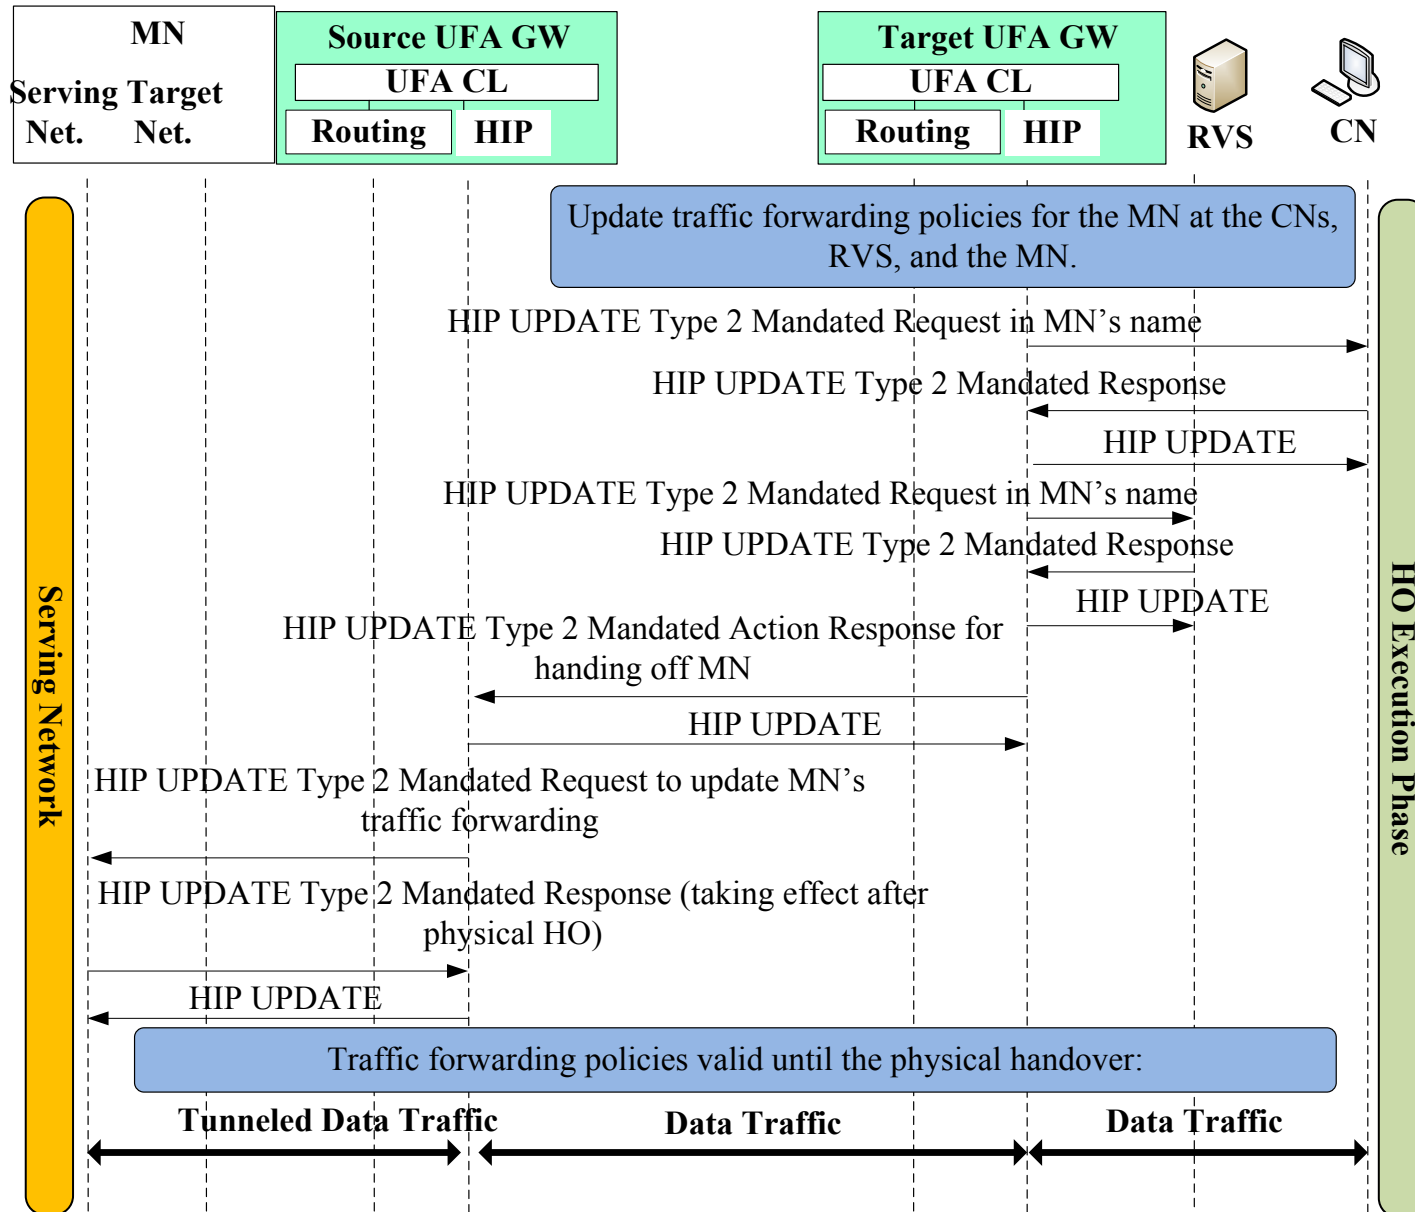 MN
Serving Target
Net. Net.
Source UFA GW
UFA CL
Routing
HIP
Target UFA GW
UFA CL
Routing
HIP
RVS
CN
Serving Network
HO Execution Phase
Update traffic forwarding policies for the MN at the CNs,
RVS, and the MN.
HIP UPDATE Type 2 Mandated Request in MN’s name
HIP UPDATE Type 2 Mandated Response
HIP UPDATE
HIP UPDATE Type 2 Mandated Request in MN’s name
HIP UPDATE Type 2 Mandated Response
HIP UPDATE
HIP UPDATE Type 2 Mandated Action Response for
handing off MN
HIP UPDATE
HIP UPDATE Type 2 Mandated Request to update MN’s
traffic forwarding
HIP UPDATE Type 2 Mandated Response (taking effect after
physical HO)
HIP UPDATE
Traffic forwarding policies valid until the physical handover:
Tunneled Data Traffic
Data Traffic
Data Traffic